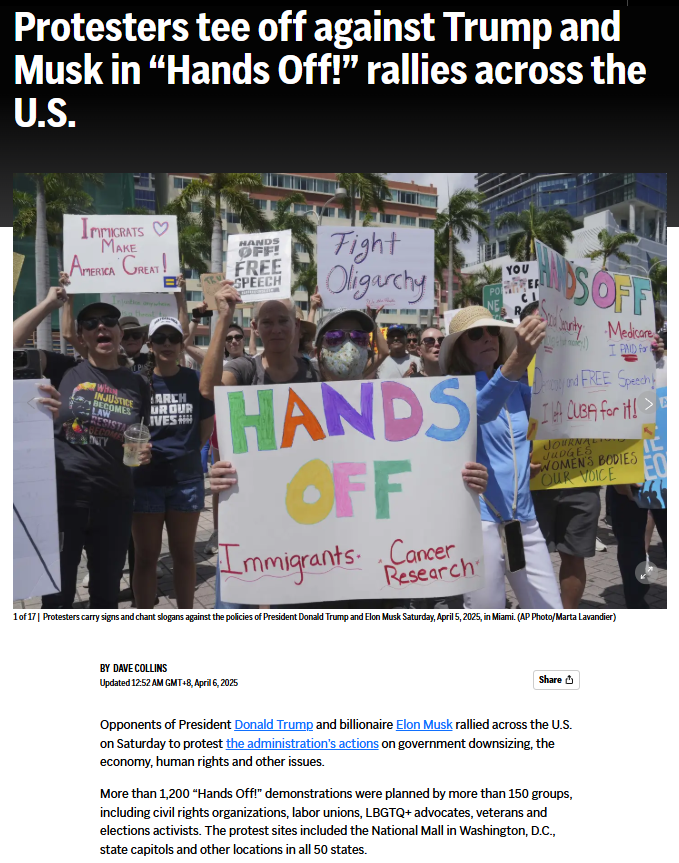 Protesters tee off against Trump and
Musk in “Hands Off!” rallies across the
U.S.
IMMIGRATS
MAKE
AMERICA GREAT!
HANDS
OFF!
FREE
SPEECH
Fight
Oligarchy
YOU
HANDS OFF
Social Security
Medicare
I PAID for
and FREE Speech
CUBA for it!
JOURNALISTS
JUDGES
WOMEN'S BODIES
OUR VOICE
WHEN
INJUSTICE
BECOMES
LAW
RESIST
DUTY
MARCH
FOR OUR
LIVES
HANDS
OFF
Immigrants
Cancer
Research
1 of 17 | Protesters carry signs and chant slogans against the policies of President Donald Trump and Elon Musk Saturday, April 5, 2025, in Miami. (AP Photo/Marta Lavandier)
BY DAVE COLLINS
Updated 12:52 AM GMT+8, April 6, 2025
Share
Opponents of President Donald Trump and billionaire Elon Musk rallied across the U.S.
on Saturday to protest the administration’s actions on government downsizing, the
economy, human rights and other issues.
More than 1,200 “Hands Off!” demonstrations were planned by more than 150 groups,
including civil rights organizations, labor unions, LBGTQ+ advocates, veterans and
elections activists. The protest sites included the National Mall in Washington, D.C.,
state capitols and other locations in all 50 states.